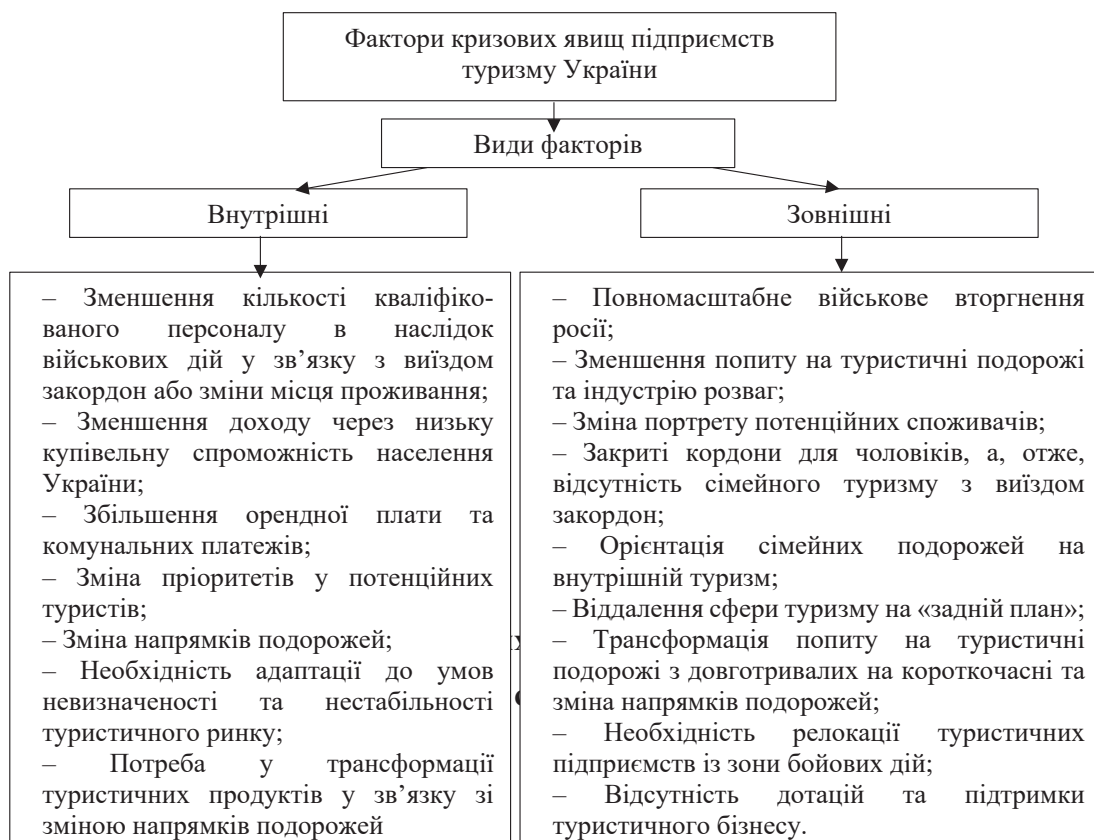 Фактори кризових явищ підприємств
туризму України
Види факторів
Внутрішні
Зовнішні
– Зменшення кількості кваліфіко-
ваного персоналу в наслідок
військових дій у зв’язку з виїздом
закордон або зміни місця проживання;
– Зменшення доходу через низьку
купівельну спроможність населення
України;
– Збільшення орендної плати та
комунальних платежів;
– Зміна пріоритетів у потенційних
туристів;
– Зміна напрямків подорожей;
– Необхідність адаптації до умов
невизначеності та нестабільності
туристичного ринку;
– Потреба у трансформації
туристичних продуктів у зв’язку зі
зміною напрямків подорожей
– Повномасштабне військове вторгнення
росії;
– Зменшення попиту на туристичні подорожі
та індустрію розваг;
– Зміна портрету потенційних споживачів;
– Закриті кордони для чоловіків, а, отже,
відсутність сімейного туризму з виїздом
закордон;
– Орієнтація сімейних подорожей на
внутрішній туризм;
– Віддалення сфери туризму на «задній план»;
– Трансформація попиту на туристичні
подорожі з довготривалих на короткочасні та
зміна напрямків подорожей;
– Необхідність релокації туристичних
підприємств із зони бойових дій;
– Відсутність дотацій та підтримки
туристичного бізнесу.